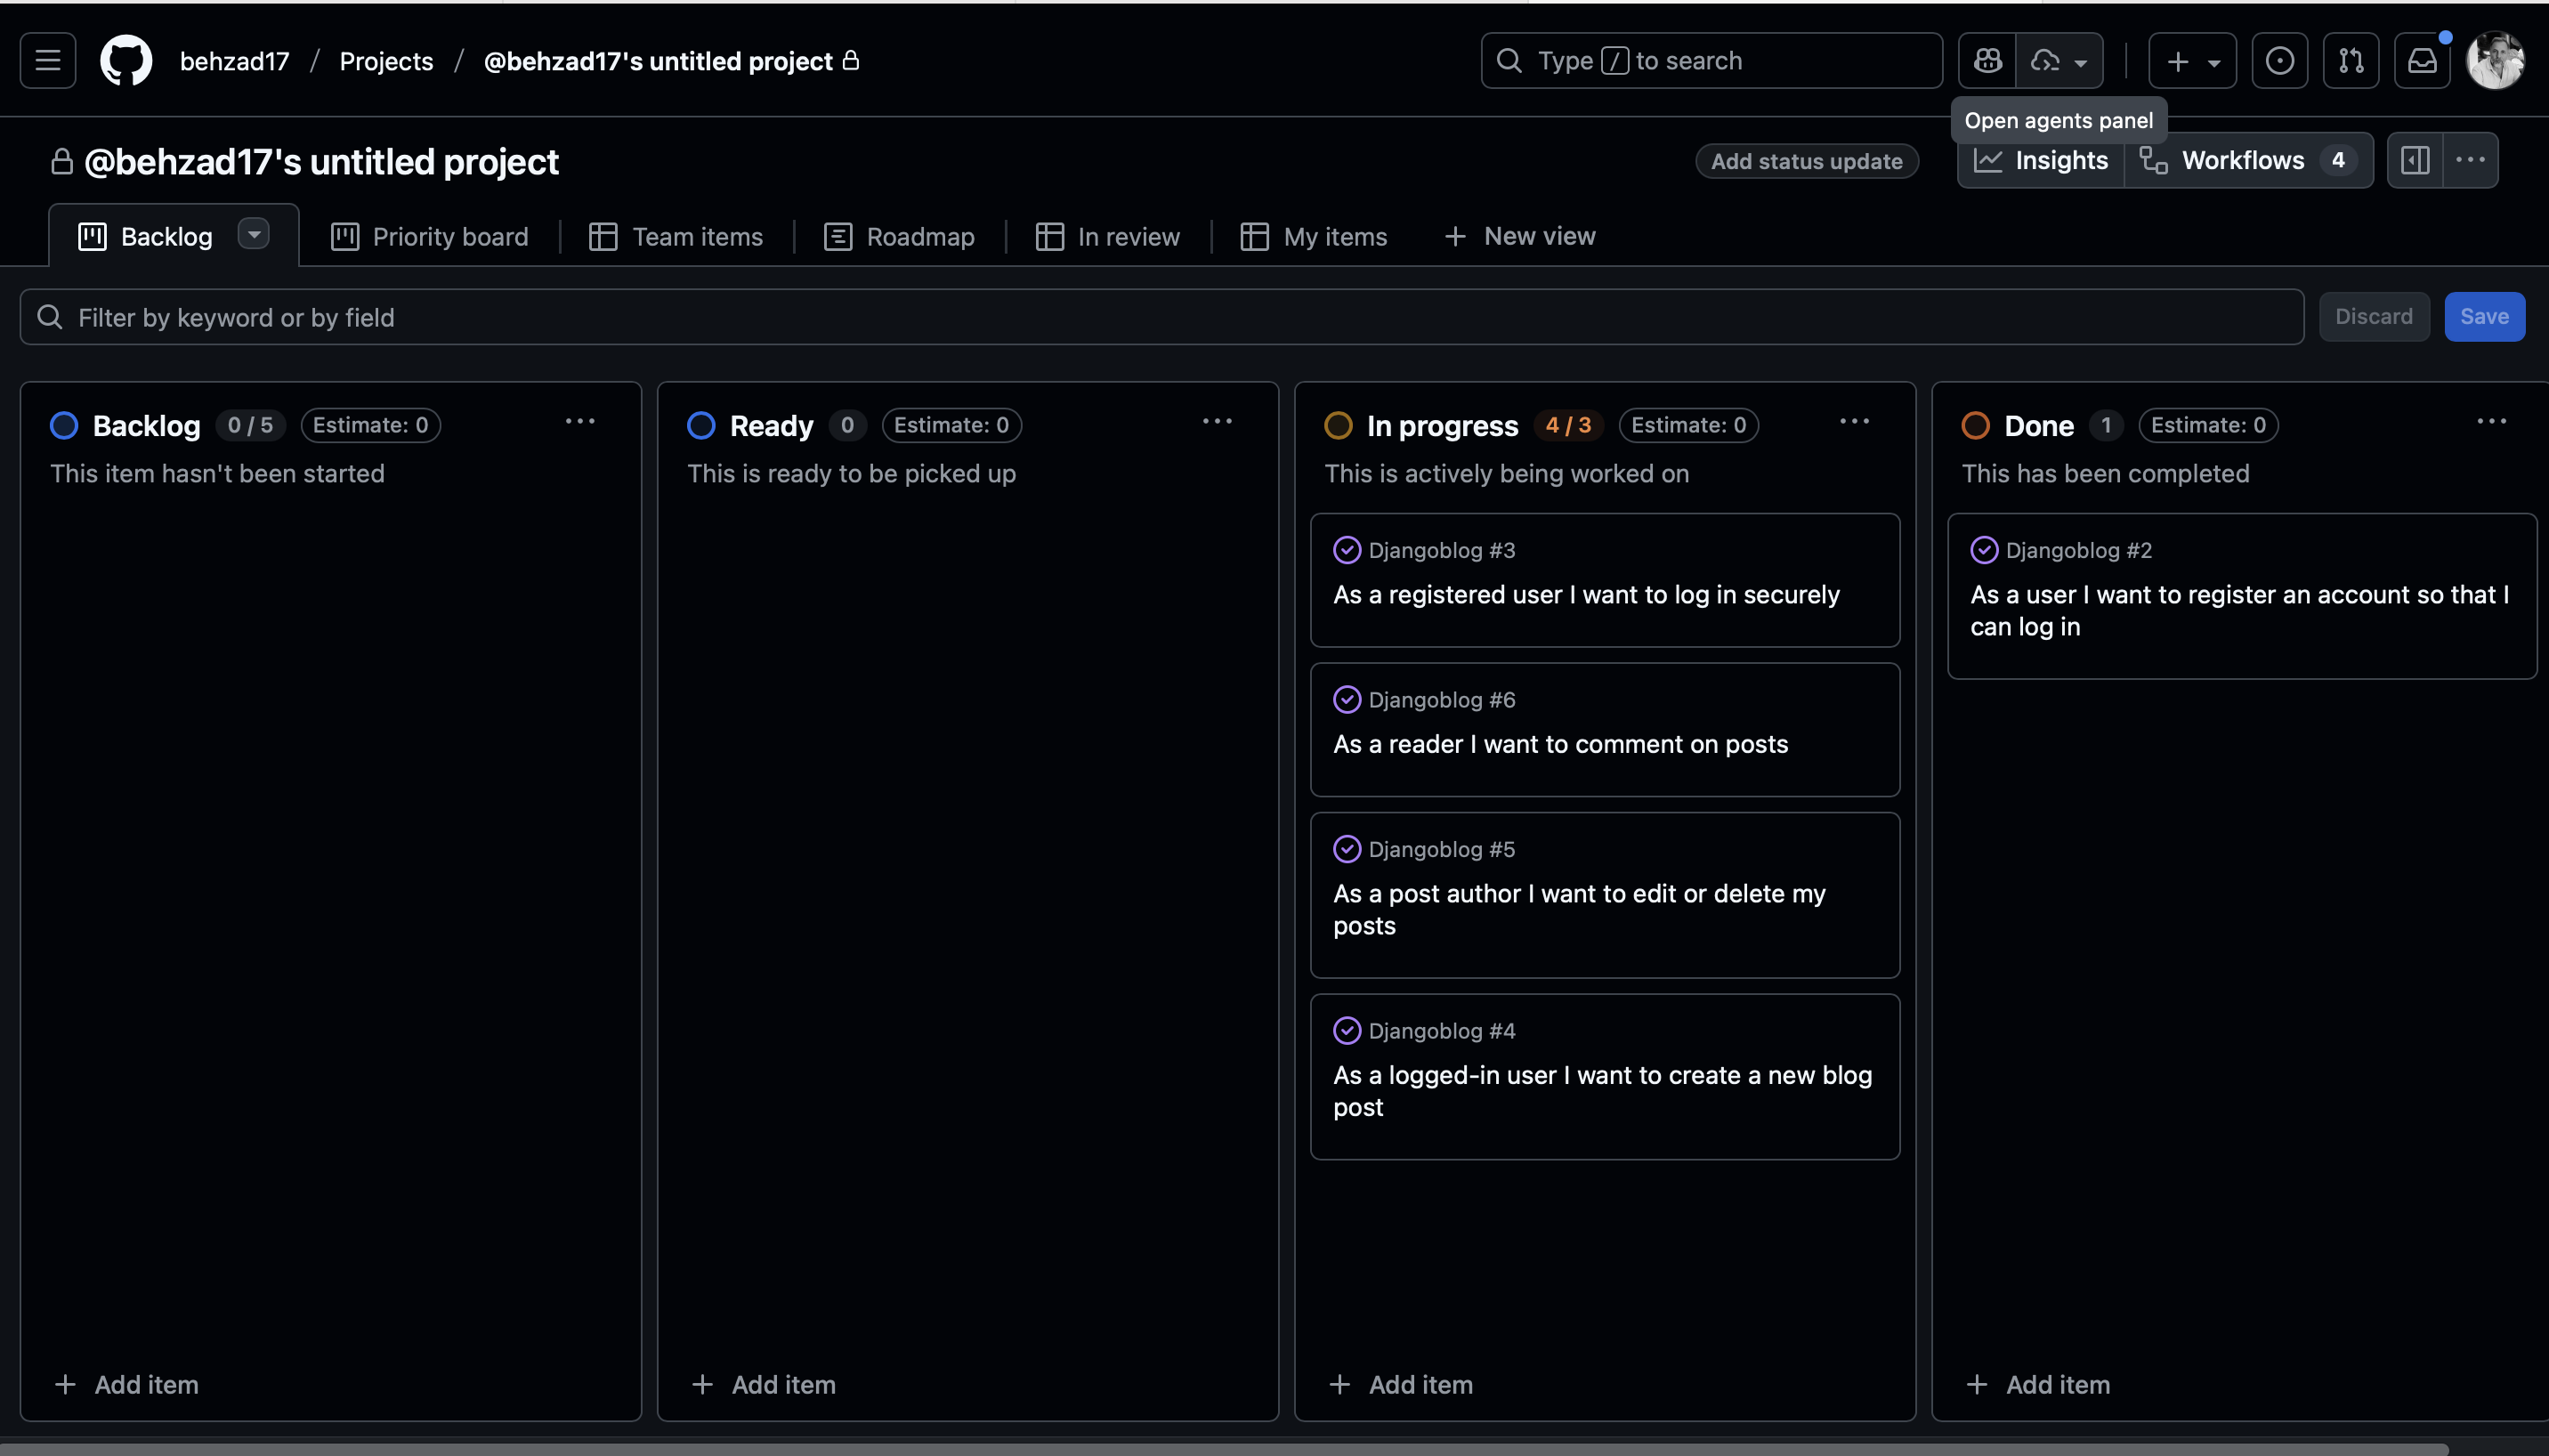 behzad17 / Projects / @behzad17's untitled project
Type / to search
Open agents panel
@behzad17's untitled project
Add status update
Insights
Workflows 4
Backlog
Priority board
Team items
Roadmap
In review
My items
+ New view
Filter by keyword or by field
Discard
Save
Backlog 0 / 5 Estimate: 0
This item hasn't been started
+ Add item
Ready 0 Estimate: 0
This is ready to be picked up
+ Add item
In progress 4 / 3 Estimate: 0
This is actively being worked on
Djangoblog #3
As a registered user I want to log in securely
Djangoblog #6
As a reader I want to comment on posts
Djangoblog #5
As a post author I want to edit or delete my
posts
Djangoblog #4
As a logged-in user I want to create a new blog
post
+ Add item
Done 1 Estimate: 0
This has been completed
Djangoblog #2
As a user I want to register an account so that I
can log in
+ Add item